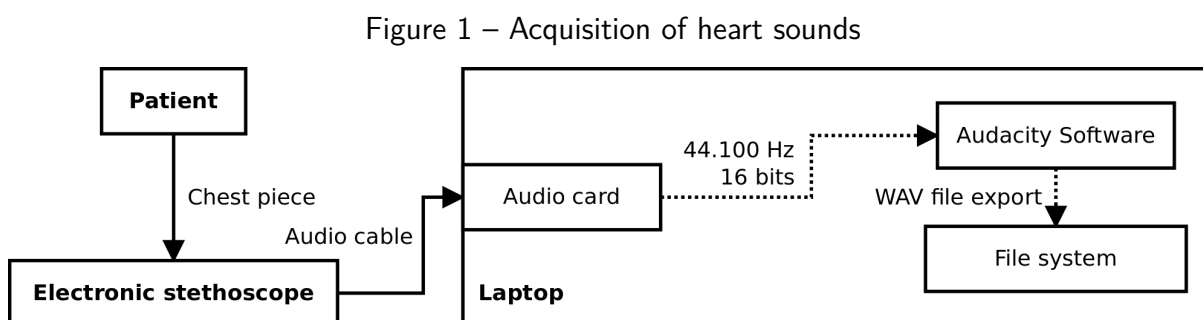 Figure 1 – Acquisition of heart sounds
Patient
Chest piece
Electronic stethoscope
Audio cable
Audio card
Laptop
44.100 Hz
16 bits
Audacity Software
WAV file export
File system